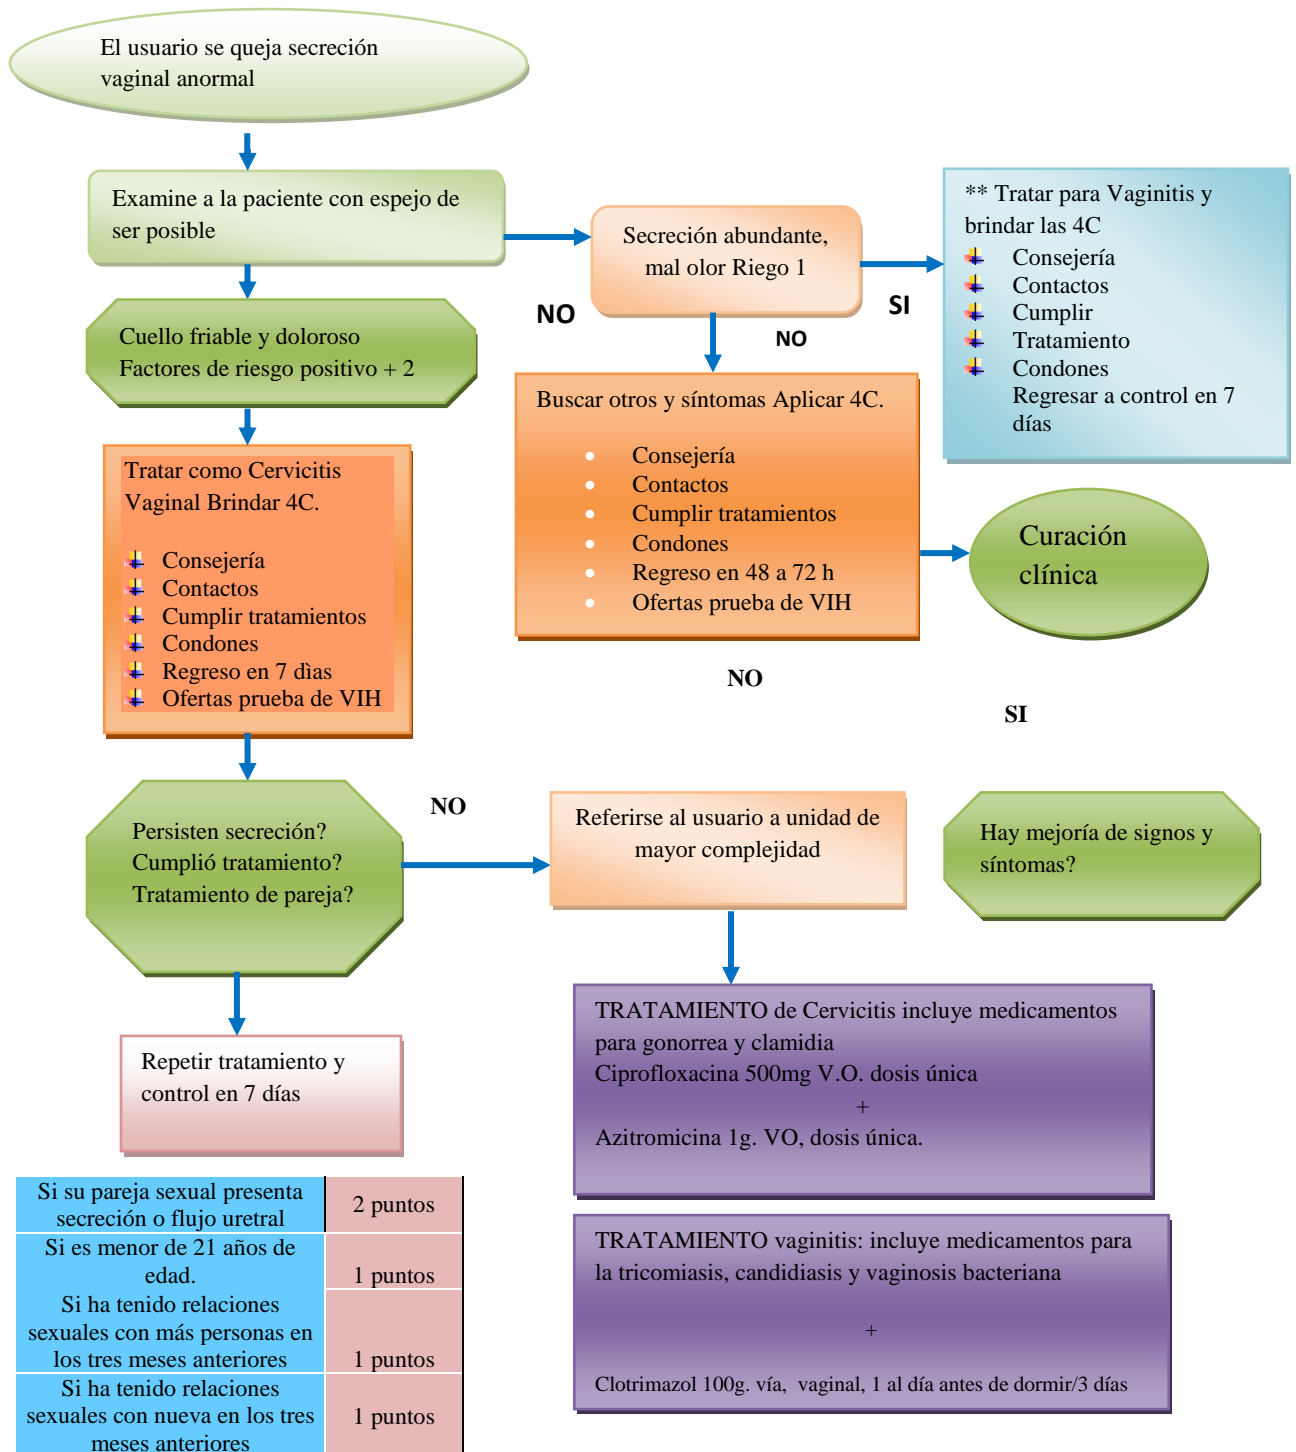 El usuario se queja secreción
vaginal anormal
Examine a la paciente con espejo de
ser posible
Secreción abundante,
mal olor Riego 1
** Tratar para Vaginitis y
brindar las 4C
Consejería
Contactos
Cumplir
Tratamiento
Condones
Regresar a control en 7
días
NO
SI
NO
Cuello friable y doloroso
Factores de riesgo positivo + 2
Buscar otros y síntomas Aplicar 4C.
Consejería
Contactos
Cumplir tratamientos
Condones
Regreso en 48 a 72 h
Ofertas prueba de VIH
Tratar como Cervicitis
Vaginal Brindar 4C.
Consejería
Contactos
Cumplir tratamientos
Condones
Regreso en 7 dìas
Ofertas prueba de VIH
Curación
clínica
NO
SI
Persisten secreción?
Cumplió tratamiento?
Tratamiento de pareja?
NO
Referirse al usuario a unidad de
mayor complejidad
Hay mejoría de signos y
síntomas?
Repetir tratamiento y
control en 7 días
TRATAMIENTO de Cervicitis incluye medicamentos
para gonorrea y clamidia
Ciprofloxacina 500mg V.O. dosis única
+
Azitromicina 1g. VO, dosis única.
TRATAMIENTO vaginitis: incluye medicamentos para
la tricomiasis, candidiasis y vaginosis bacteriana
+
Clotrimazol 100g. vía, vaginal, 1 al día antes de dormir/3 días
Si su pareja sexual presenta
secreción o flujo uretral
2 puntos
Si es menor de 21 años de
edad.
1 puntos
Si ha tenido relaciones
sexuales con más personas en
los tres meses anteriores
1 puntos
Si ha tenido relaciones
sexuales con nueva en los tres
meses anteriores
1 puntos